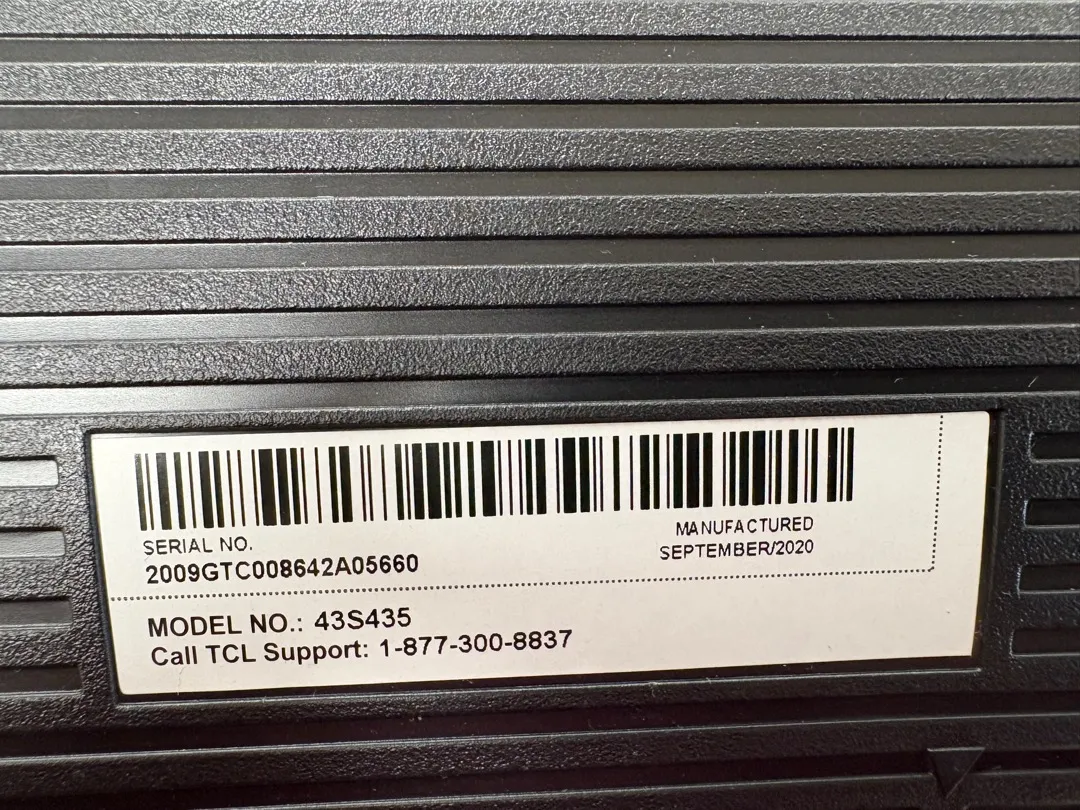 SERIAL NO.
2009GTC008642A05660
MANUFACTURED
SEPTEMBER/2020
MODEL NO.: 43S435
Call TCL Support: 1-877-300-8837